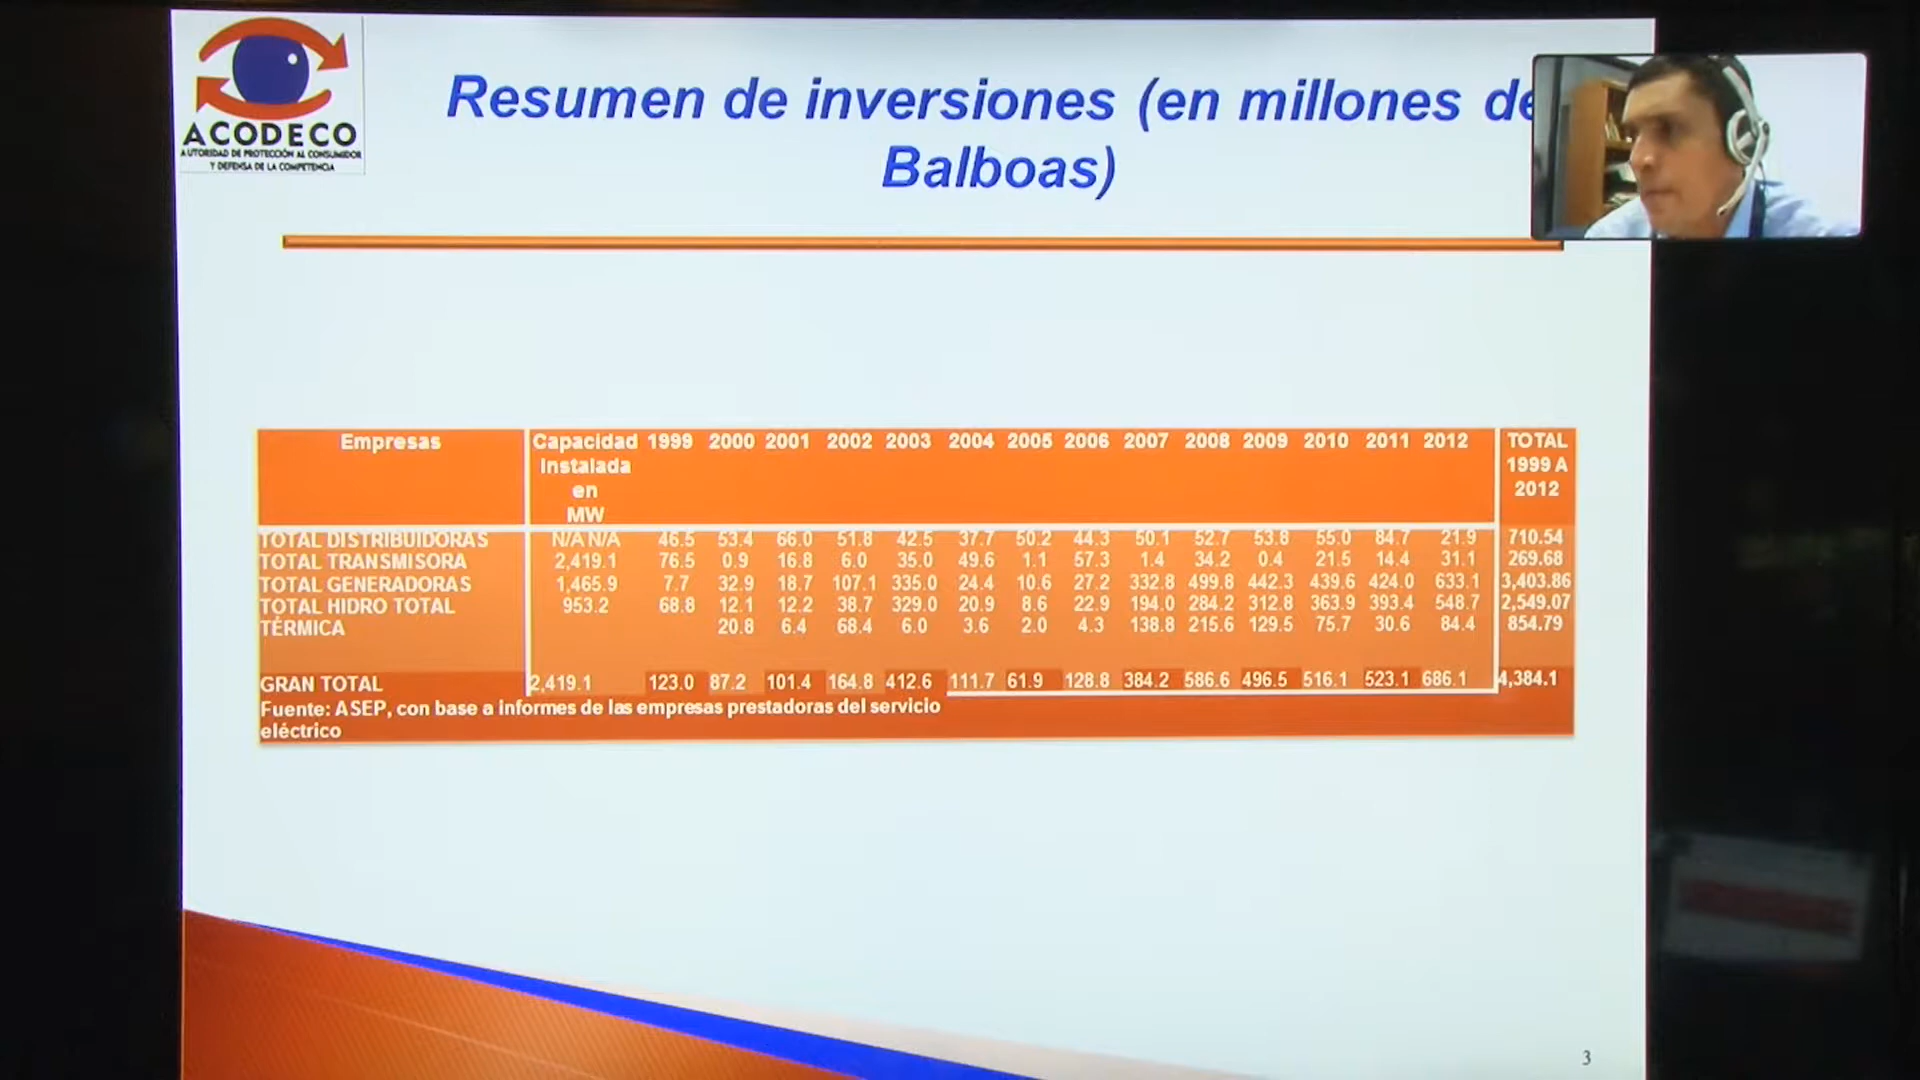 ACODECO
AUTORIDAD DE PROTECCIÓN AL CONSUMIDOR
Y DEFENSA DE LA COMPETENCIA
Resumen de inversiones (en millones de
Balboas)
Empresas Capacidad 1999 2000 2001 2002 2003 2004 2005 2006 2007 2008 2009 2010 2011 2012 TOTAL
Instalada 1999 A
en 2012
MW
TOTAL DISTRIBUIDORAS N/A N/A 46.5 53.4 66.0 51.8 42.5 37.7 50.2 44.3 50.1 52.7 53.8 55.0 84.7 21.9 710.54
TOTAL TRANSMISORA 2,419.1 76.5 0.9 16.8 6.0 35.0 49.6 1.1 57.3 1.4 34.2 0.4 21.5 14.4 31.1 269.68
TOTAL GENERADORAS 1,465.9 7.7 32.9 18.7 107.1 335.0 24.4 10.6 27.2 332.8 499.8 442.3 439.6 424.0 633.1 3,403.86
TOTAL HIDRO TOTAL 953.2 68.8 12.1 12.2 38.7 329.0 20.9 8.6 22.9 194.0 284.2 312.8 363.9 393.4 548.7 2,549.07
TÉRMICA 20.8 6.4 68.4 6.0 3.6 2.0 4.3 138.8 215.6 129.5 75.7 30.6 84.4 854.79
GRAN TOTAL 2,419.1 123.0 87.2 101.4 164.8 412.6 111.7 61.9 128.8 384.2 586.6 496.5 516.1 523.1 686.1 4,384.1
Fuente: ASEP, con base a informes de las empresas prestadoras del servicio
eléctrico
3